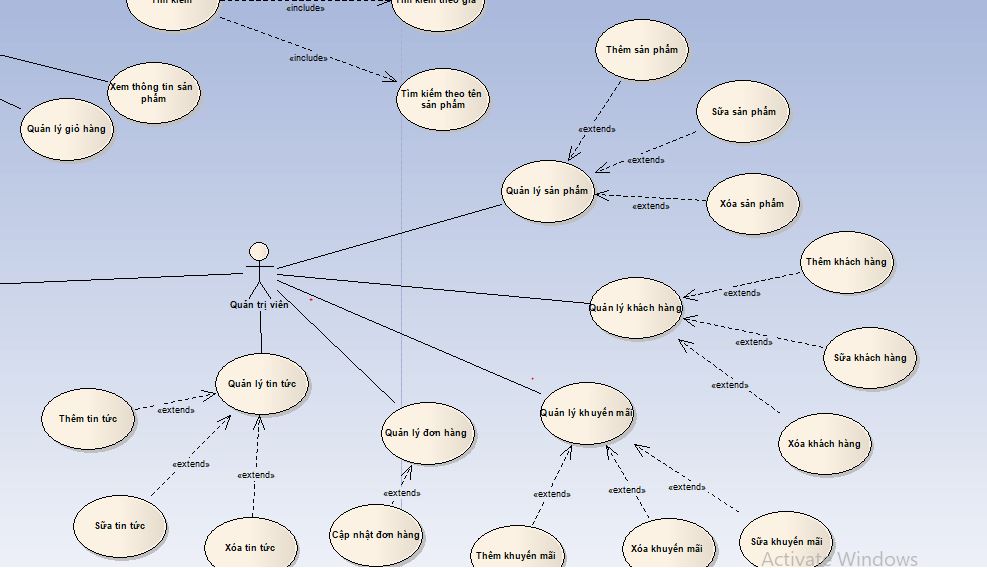 Tìm kiếm
«include»
Tìm kiếm theo giá
«include»
Xem thông tin sản
phẩm
Quản lý giỏ hàng
Tìm kiếm theo tên
sản phẩm
Thêm sản phẩm
Sữa sản phẩm
«extend»
«extend»
Quản lý sản phẩm
Xóa sản phẩm
«extend»
Thêm khách hàng
Quản trị viên
«extend»
Quản lý khách hàng
«extend»
Sữa khách hàng
«extend»
Xóa khách hàng
Quản lý tin tức
Thêm tin tức
«extend»
Quản lý đơn hàng
Quản lý khuyến mãi
«extend»
«extend»
Sữa tin tức
Xóa tin tức
«extend»
Cập nhật đơn hàng
«extend»
«extend»
«extend»
Thêm khuyến mãi
Xóa khuyến mãi
Sữa khuyến mãi
Activate Windows